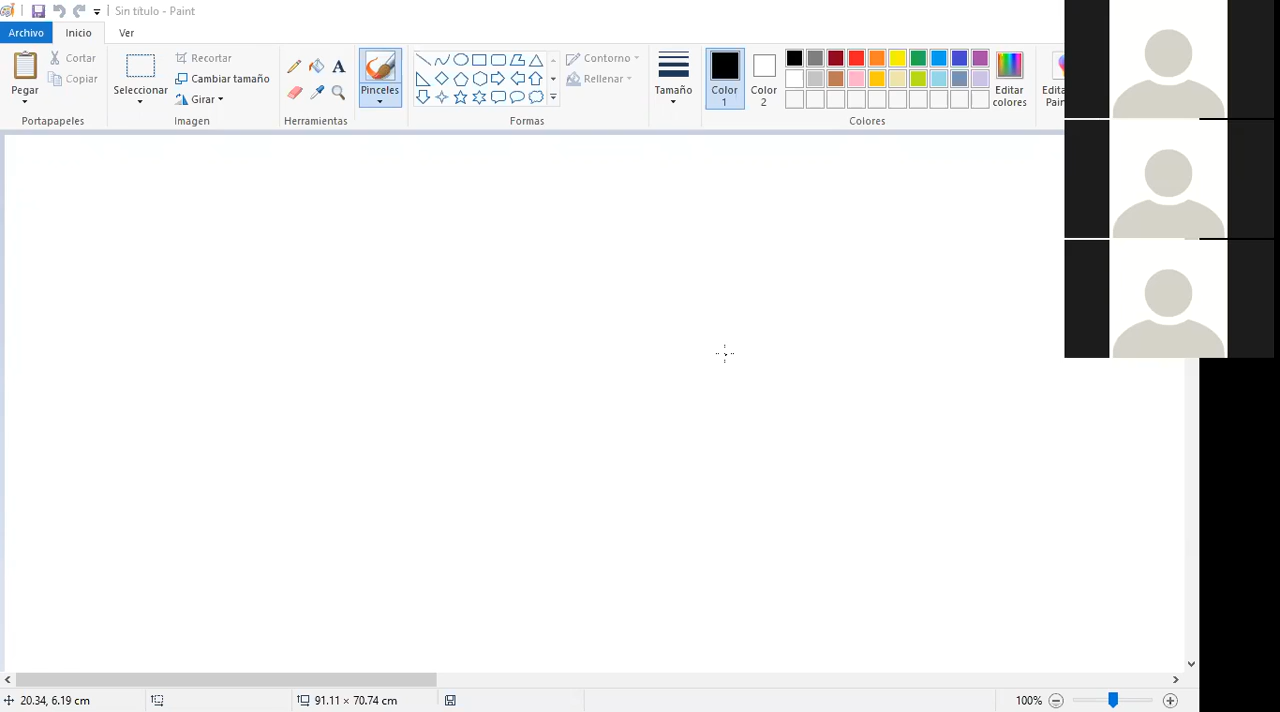 Sin título - Paint
Archivo Inicio Ver
Pegar
Cortar
Copiar
Portapapeles
Seleccionar
Recortar
Cambiar tamaño
Girar
Imagen
A
Herramientas
Pinceles
Contorno
Rellenar
Formas
Tamaño
Color
1
Color
2
Editar
colores
Colores
Edita
Pain
20.34, 6.19 cm 91.11 × 70.74 cm 100%